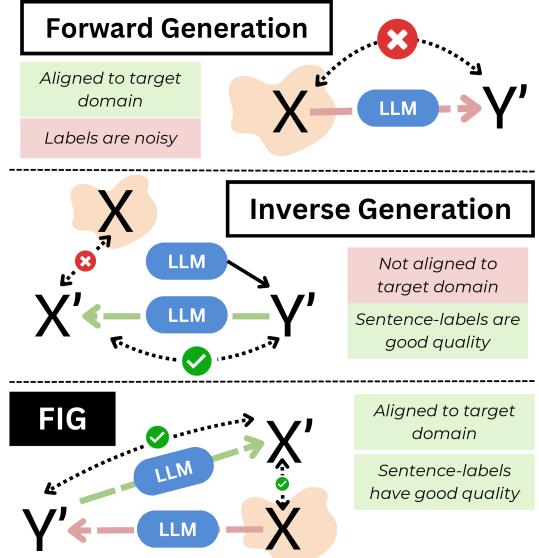 Forward Generation
Aligned to target
domain
Labels are noisy
X
LLM
Y’
X
Inverse Generation
LLM
X’
LLM
Y’
Not aligned to
target domain
Sentence-labels are
good quality
FIG
X’
LLM
Y’
LLM
X
Aligned to target
domain
Sentence-labels
have good quality